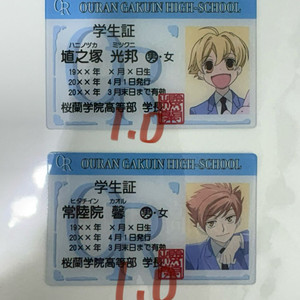 OURAN GAKUIN HIGH-SCHOOL
学生証
ハニノヅカ ミツクニ
埴之塚 光邦 男・女
19××年 ×月×日生
20××年 4月1日発行
20××年 3月末日まで有効
桜蘭学院高等部 学長
1.0
OURAN GAKUIN HIGH-SCHOOL
学生証
ヒタチイン カオル
常陸院 馨 男・女
19××年 ×月×日生
20××年 4月1日発行
20××年 3月末日まで有効
桜蘭学院高等部 学長
1.0